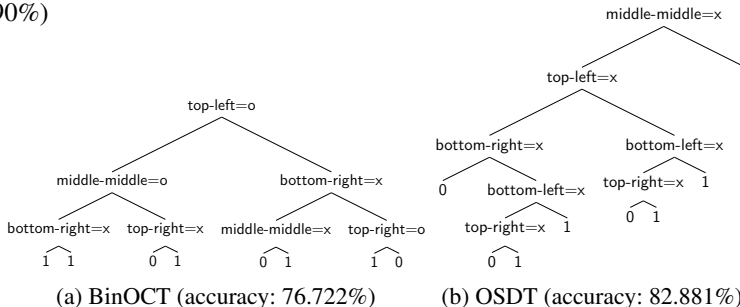 90%)
middle-middle=x
top-left=x
top-left=o
bottom-right=x bottom-left=x
middle-middle=o bottom-right=x
0 bottom-left=x top-right=x 1
bottom-right=x top-right=x middle-middle=x top-right=o
top-right=x 1 0 1
1 1 0 1 0 1 1 0
0 1
(a) BinOCT (accuracy: 76.722%) (b) OSDT (accuracy: 82.881%)